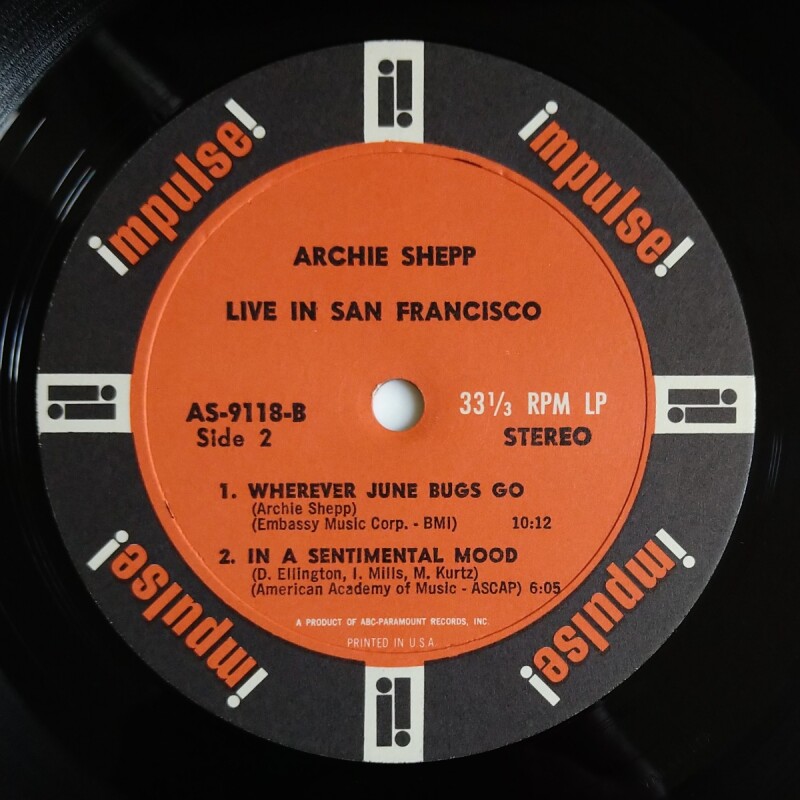 impulse!
impulse!
ARCHIE SHEPP
LIVE IN SAN FRANCISCO
AS-9118-B
Side 2
33⅓ RPM LP
STEREO
1. WHEREVER JUNE BUGS GO
(Archie Shepp)
(Embassy Music Corp. - BMI) 10:12
2. IN A SENTIMENTAL MOOD
(D. Ellington, I. Mills, M. Kurtz)
(American Academy of Music - ASCAP) 6:05
A PRODUCT OF ABC-PARAMOUNT RECORDS, INC.
PRINTED IN U.S.A.
impulse!
impulse!